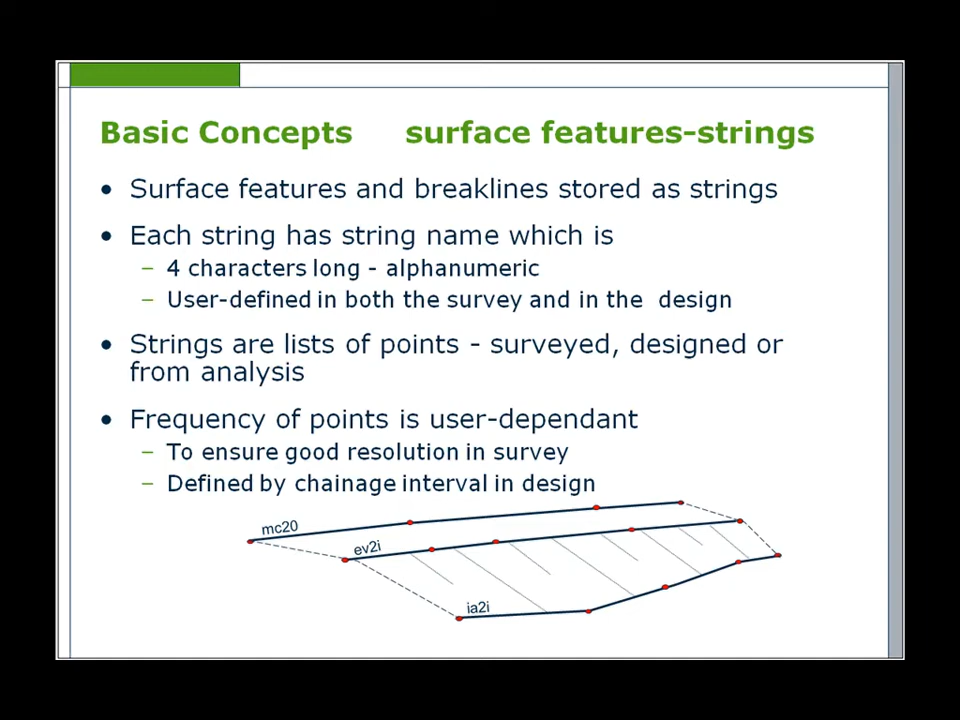 Basic Concepts surface features-strings
• Surface features and breaklines stored as strings
• Each string has string name which is
– 4 characters long - alphanumeric
– User-defined in both the survey and in the design
• Strings are lists of points - surveyed, designed or
from analysis
• Frequency of points is user-dependant
– To ensure good resolution in survey
– Defined by chainage interval in design
mc20
ev2i
ia2i